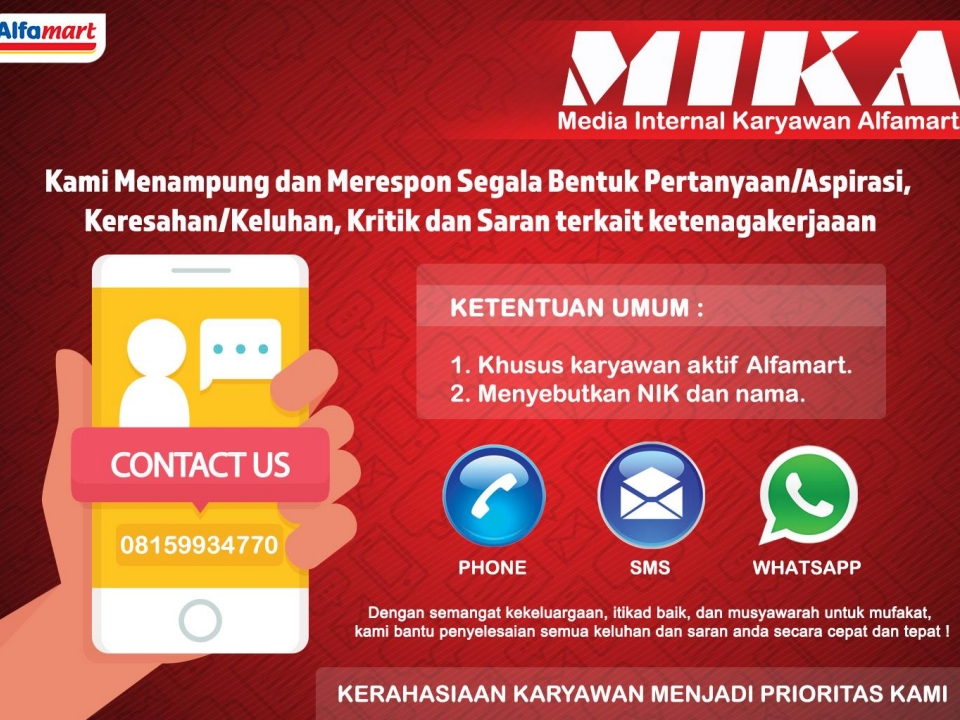 Alfamart
MIKA
Media Internal Karyawan Alfamart
Kami Menampung dan Merespon Segala Bentuk Pertanyaan/Aspirasi,
Keresahan/Keluhan, Kritik dan Saran terkait ketenagakerjaaan
KETENTUAN UMUM :
1. Khusus karyawan aktif Alfamart.
2. Menyebutkan NIK dan nama.
CONTACT US
08159934770
PHONE
SMS
WHATSAPP
Dengan semangat kekeluargaan, itikad baik, dan musyawarah untuk mufakat,
kami bantu penyelesaian semua keluhan dan saran anda secara cepat dan tepat !
KERAHASIAAN KARYAWAN MENJADI PRIORITAS KAMI